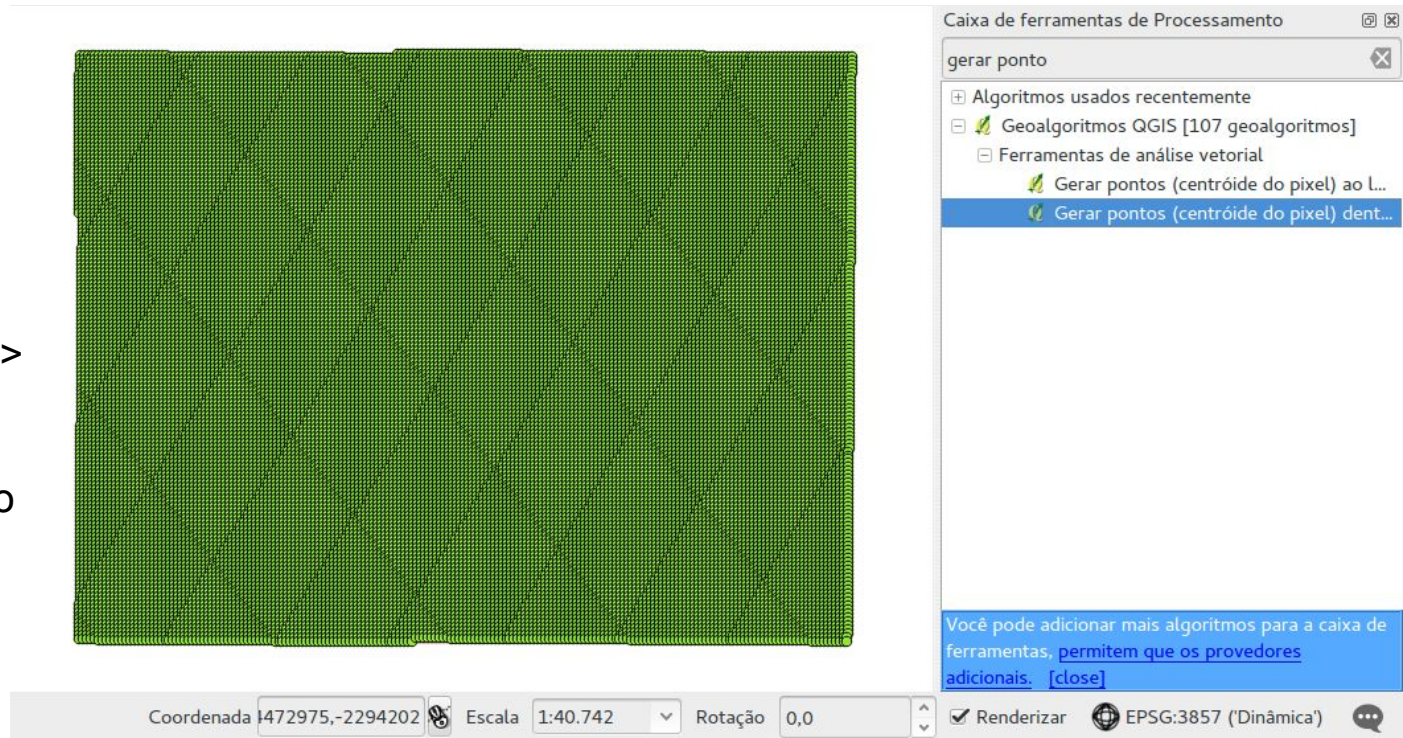 Caixa de ferramentas de Processamento
gerar ponto
Algoritmos usados recentemente
Geoalgoritmos QGIS [107 geoalgoritmos]
Ferramentas de análise vetorial
Gerar pontos (centróide do pixel) ao l...
Gerar pontos (centróide do pixel) dent...
>
o
Você pode adicionar mais algoritmos para a caixa de
ferramentas, permitem que os provedores
adicionais. [close]
Coordenada 4472975,-2294202 Escala 1:40.742 Rotação 0,0 Renderizar EPSG:3857 ('Dinâmica')